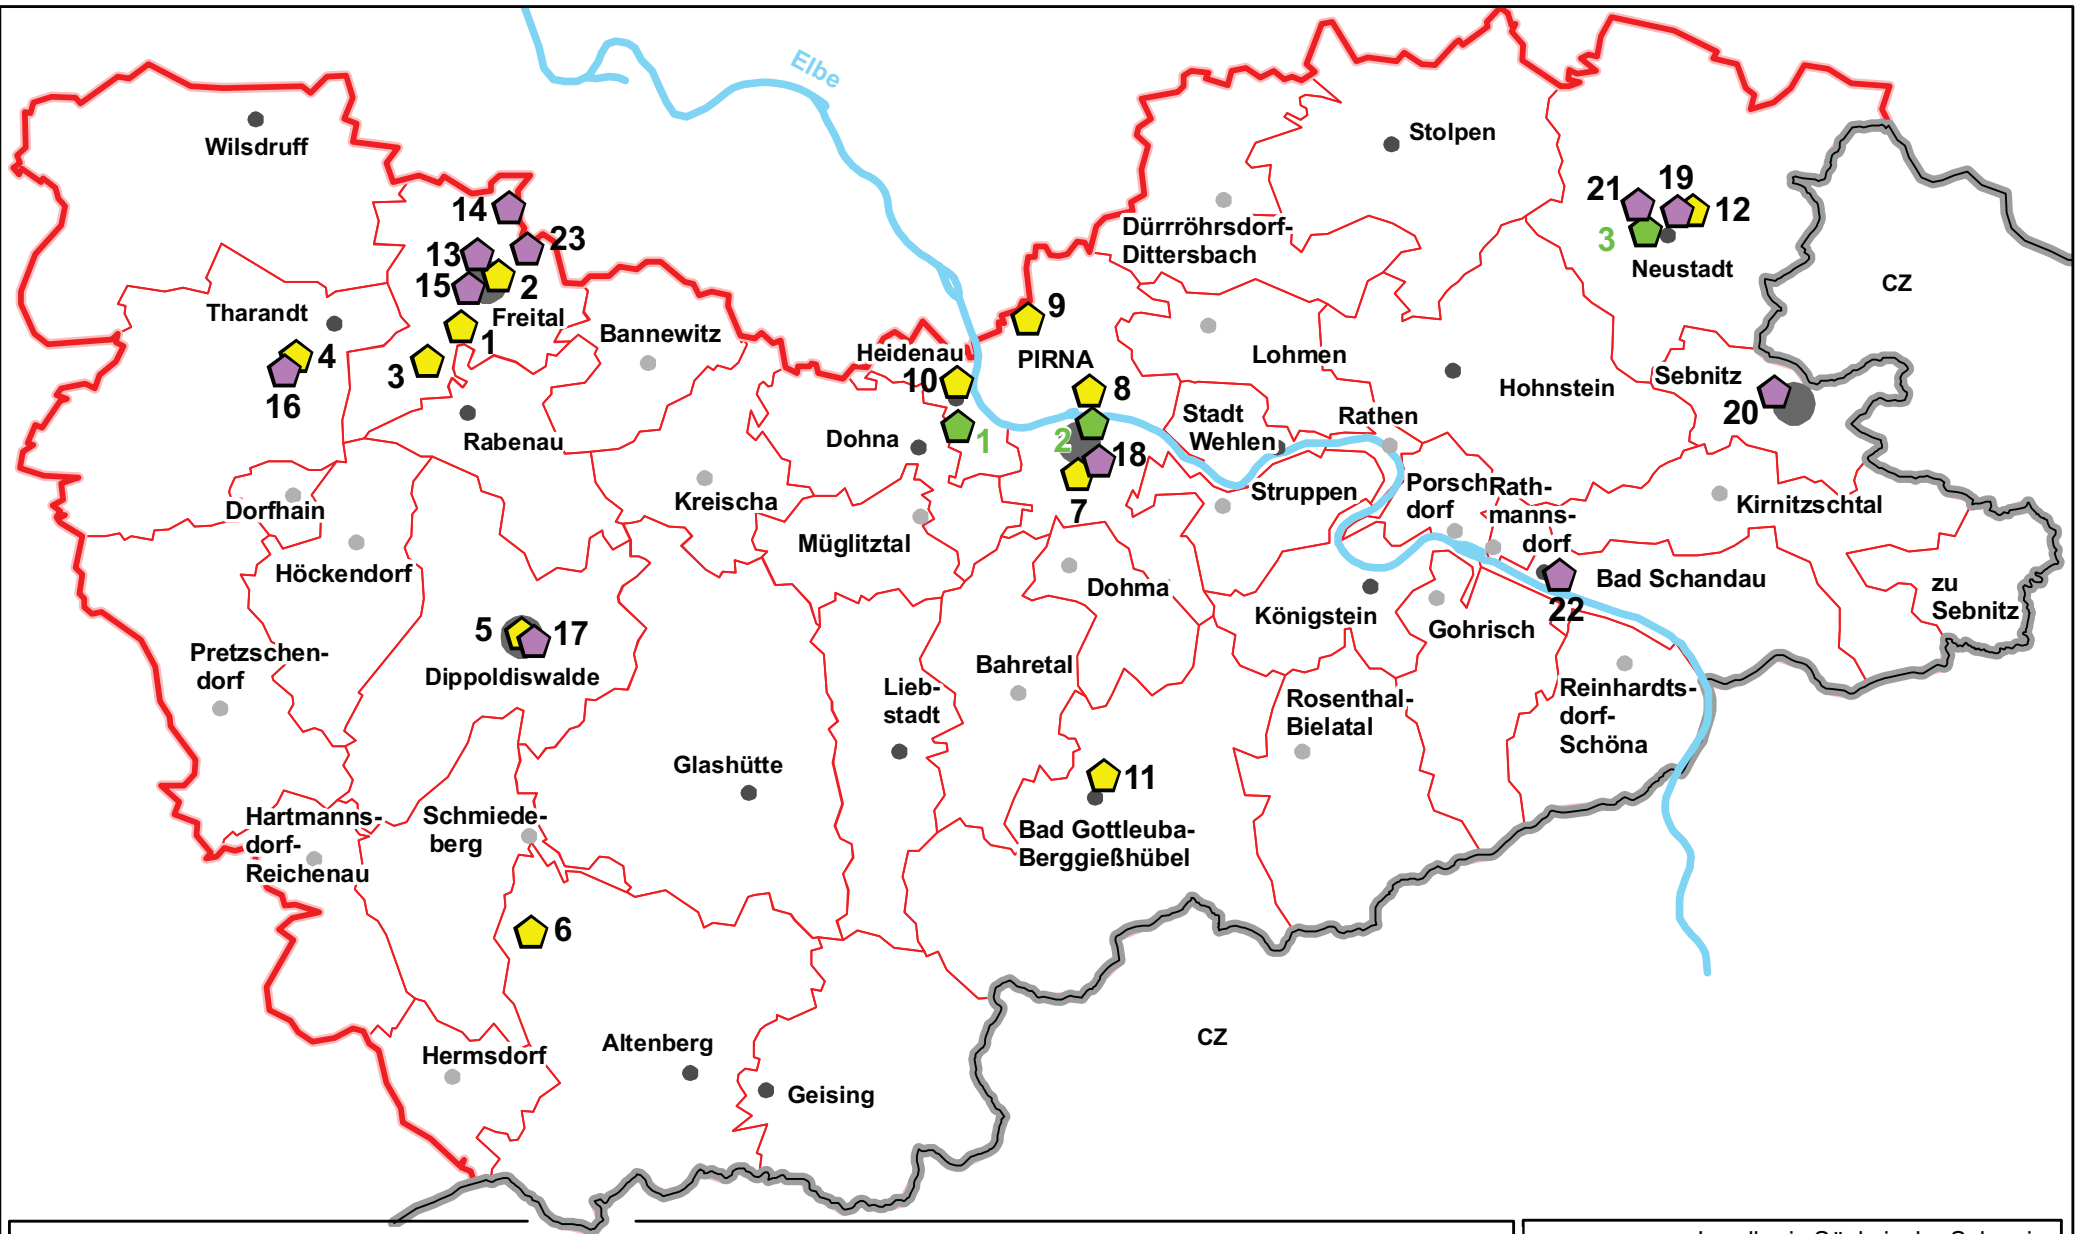 Elbe
Wilsdruff
Stolpen
14
23
13
15
2
Freital
21
19
12
3
Neustadt
Dürrröhrsdorf-
Dittersbach
CZ
Tharandt
4
16
1
3
Bannewitz
9
Heidenau
10
PIRNA
8
Lohmen
Hohnstein
Sebnitz
20
Rabenau
Dohna
1
2
18
7
Stadt
Wehlen
Rathen
Struppen
Porsch
dorf
Rath-
manns-
dorf
Kirnitzschtal
Dorfhain
Kreischa
Müglitztal
Höckendorf
Dohma
Königstein
Gohrisch
22
Bad Schandau
zu
Sebnitz
5
17
Dippoldiswalde
Pretzschen-
dorf
Lieb-
stadt
Bahretal
Rosenthal-
Bielatal
Reinhardts-
dorf-
Schöna
Glashütte
11
Bad Gottleuba-
Berggießhübel
Hartmanns-
dorf-
Reichenau
Schmiede-
berg
6
Hermsdorf
Altenberg
Geising
CZ